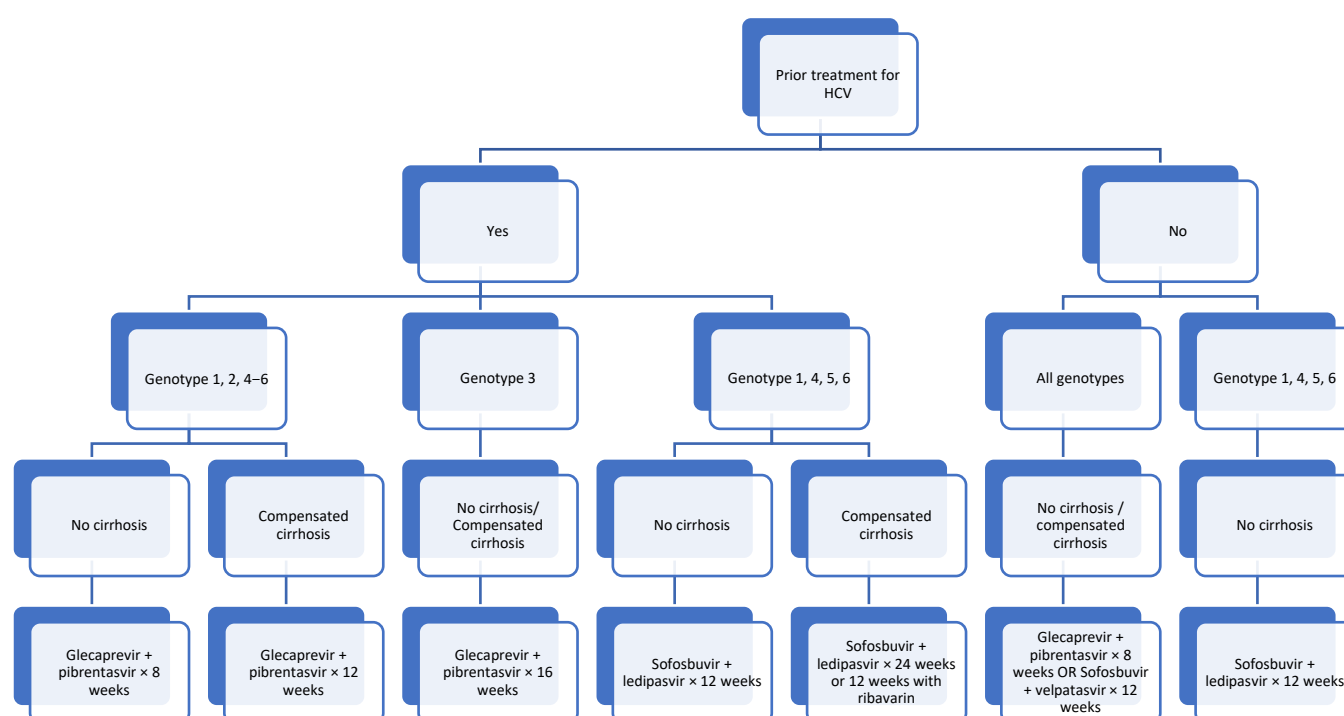 Prior treatment for
HCV
Yes
No
Genotype 1, 2, 4–6
Genotype 3
Genotype 1, 4, 5, 6
All genotypes
Genotype 1, 4, 5, 6
No cirrhosis
Compensated
cirrhosis
No cirrhosis/
Compensated
cirrhosis
No cirrhosis
Compensated
cirrhosis
No cirrhosis /
compensated
cirrhosis
No cirrhosis
Glecaprevir +
pibrentasvir × 8
weeks
Glecaprevir +
pibrentasvir × 12
weeks
Glecaprevir +
pibrentasvir × 16
weeks
Sofosbuvir +
ledipasvir × 12 weeks
Sofosbuvir +
ledipasvir × 24 weeks
or 12 weeks with
ribavarin
Glecaprevir +
pibrentasvir × 8
weeks OR Sofosbuvir
+ velpatasvir × 12
weeks
Sofosbuvir +
ledipasvir × 12 weeks